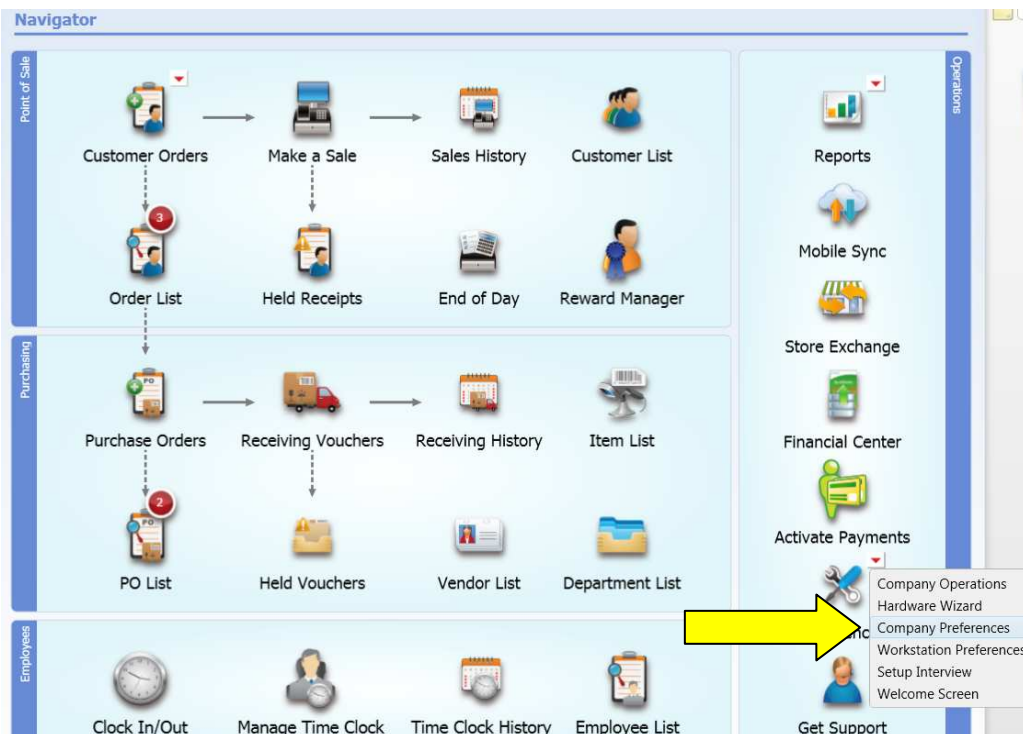 Navigator
Point of Sale
Customer Orders
Make a Sale
Sales History
Customer List
3
Order List
Held Receipts
End of Day
Reward Manager
Purchasing
PO
Purchase Orders
Receiving Vouchers
Receiving History
Item List
2
PO
PO List
Held Vouchers
Vendor List
Department List
Employees
Clock In/Out
Manage Time Clock
Time Clock History
Employee List
Operations
Reports
Mobile Sync
Store Exchange
Financial Center
Activate Payments
Company Operations
Hardware Wizard
Company Preferences
Workstation Preferences
Setup Interview
Welcome Screen
Get Support